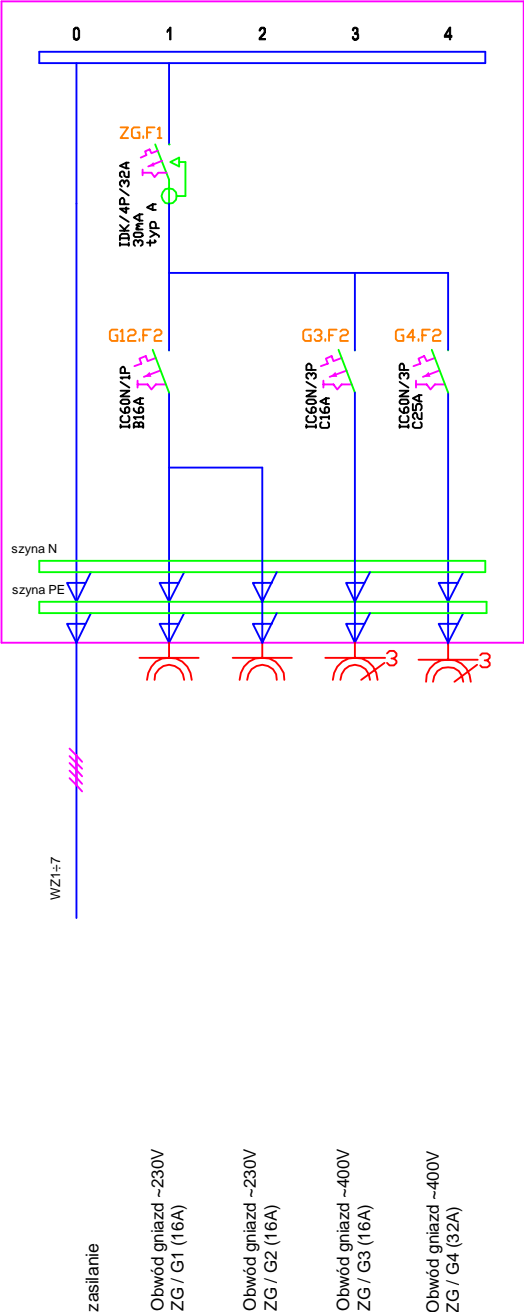 0 1 2 3 4
ZG.F1
IDK/4P/32A
30mA
typ A
G12.F2
IC60N/1P
B16A
G3.F2
IC60N/3P
C16A
G4.F2
IC60N/3P
C25A
szyna N
szyna PE
3
3
WZ1÷7
zasilanie
Obwód gniazd ~230V
ZG / G1 (16A)
Obwód gniazd ~230V
ZG / G2 (16A)
Obwód gniazd ~400V
ZG / G3 (16A)
Obwód gniazd ~400V
ZG / G4 (32A)